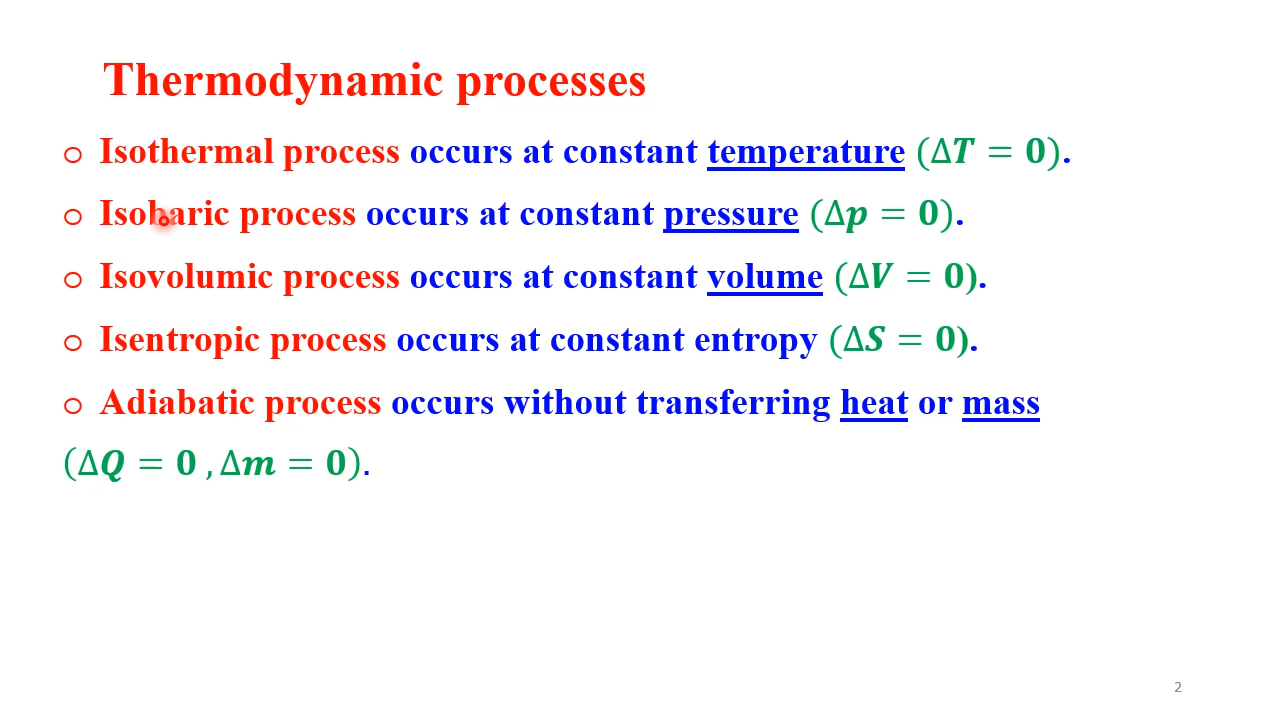 Thermodynamic processes
o Isothermal process occurs at constant temperature (Δ𝑻 = 𝟎).
o Isobaric process occurs at constant pressure (Δ𝒑 = 𝟎).
o Isovolumic process occurs at constant volume (Δ𝑽 = 𝟎).
o Isentropic process occurs at constant entropy (Δ𝑺 = 𝟎).
o Adiabatic process occurs without transferring heat or mass
(Δ𝑸 = 𝟎 , Δ𝒎 = 𝟎).
2